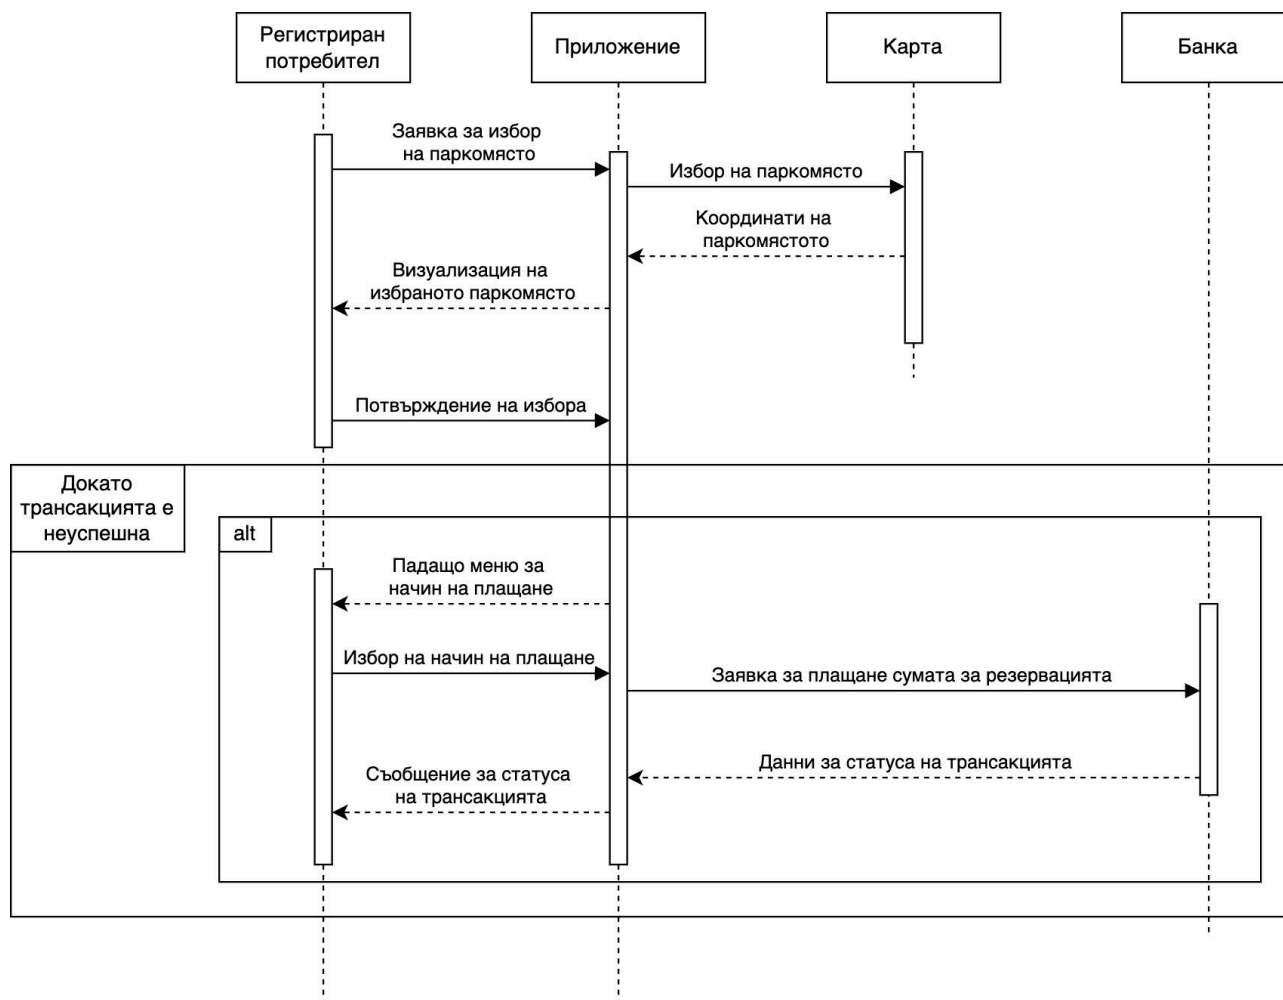 Регистриран
потребител
Приложение
Карта
Банка
Заявка за избор
на паркомясто
Избор на паркомясто
Координати на
паркомястото
Визуализация на
избраното паркомясто
Потвърждение на избора
Докато
трансакцията е
неуспешна
alt
Падащо меню за
начин на плащане
Избор на начин на плащане
Заявка за плащане сумата за резервацията
Данни за статуса на трансакцията
Съобщение за статуса
на трансакцията